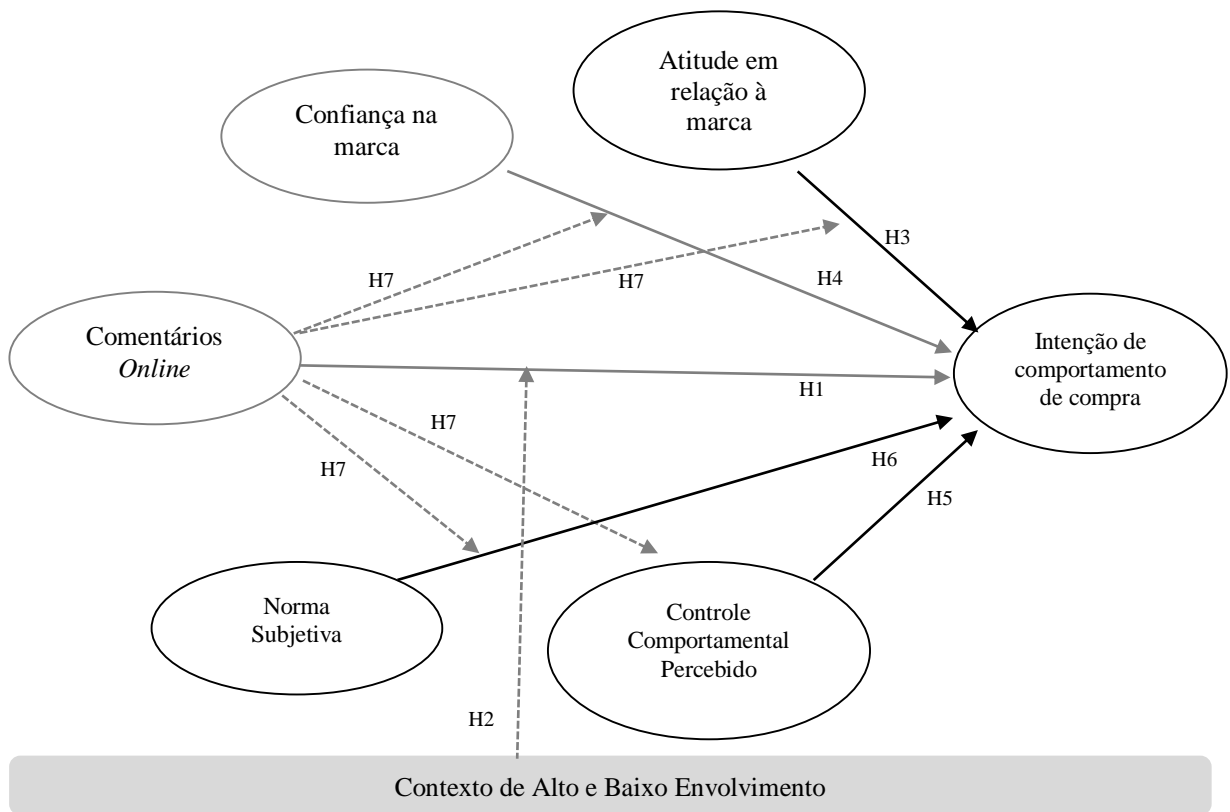 Atitude em
relação à
marca
Confiança na
marca
H3
H7
H7
H4
Comentários
Online
Intenção de
comportamento
de compra
H1
H7
H7
H6
H5
Norma
Subjetiva
Controle
Comportamental
Percebido
H2
Contexto de Alto e Baixo Envolvimento